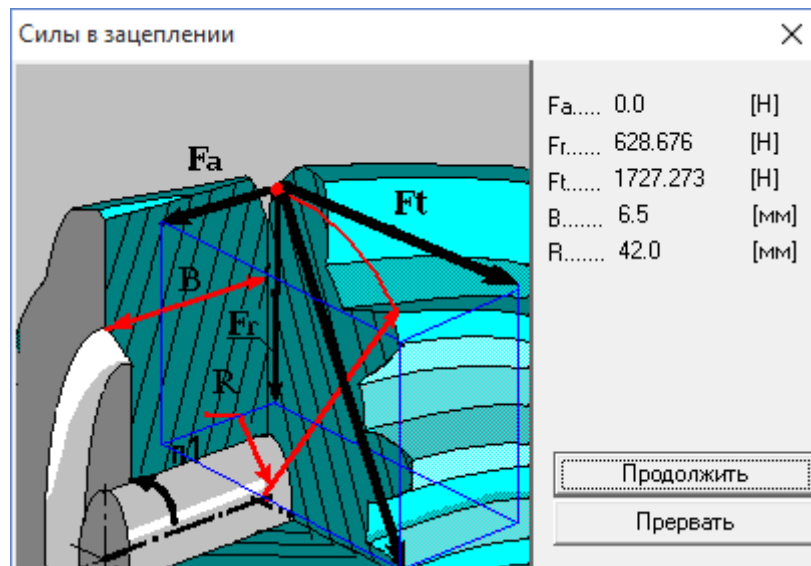 Силы в зацеплении
Fa..... 0.0 [Н]
Fr...... 628.676 [Н]
Ft...... 1727.273 [Н]
B....... 6.5 [мм]
R....... 42.0 [мм]
Fa
Ft
B
Fr
R
n1
Продолжить
Прервать